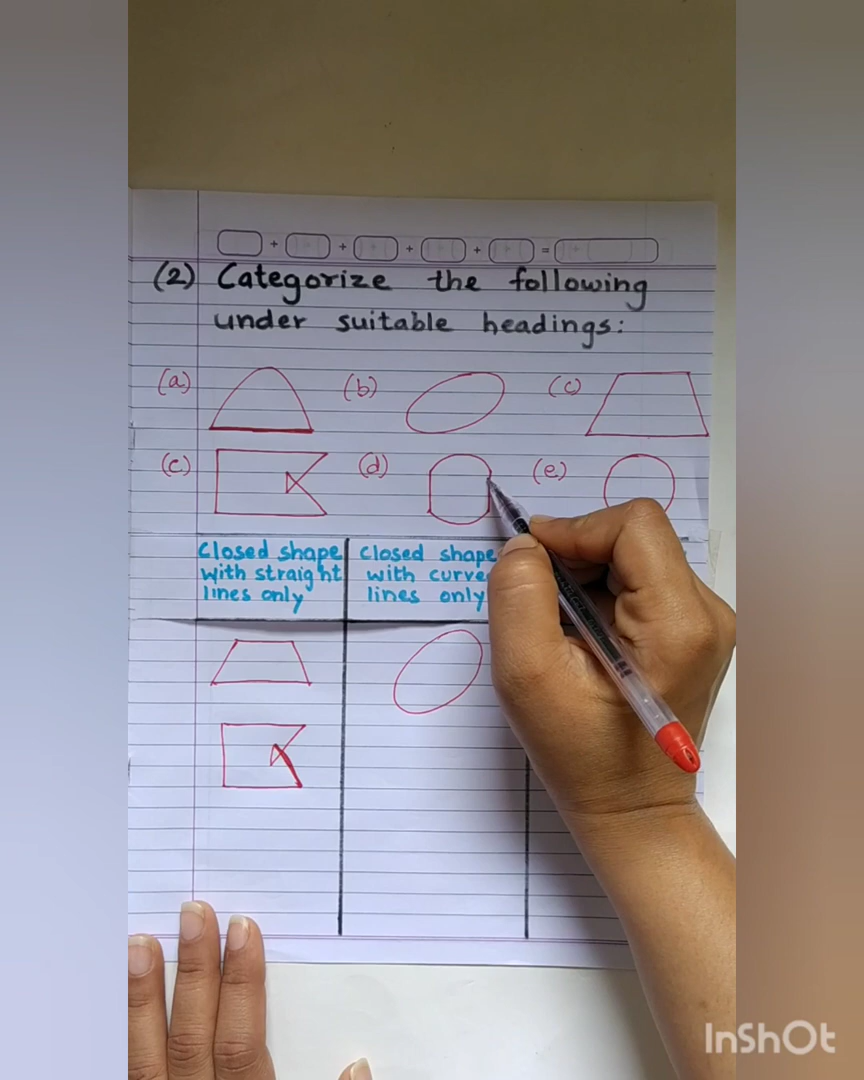 + + + + =
(2) Categorize the following
under suitable headings:
(a) (b) (c)
(c) (d) (e)
Closed shape
with straight
lines only
Closed shape
with curve
lines only
InShOt